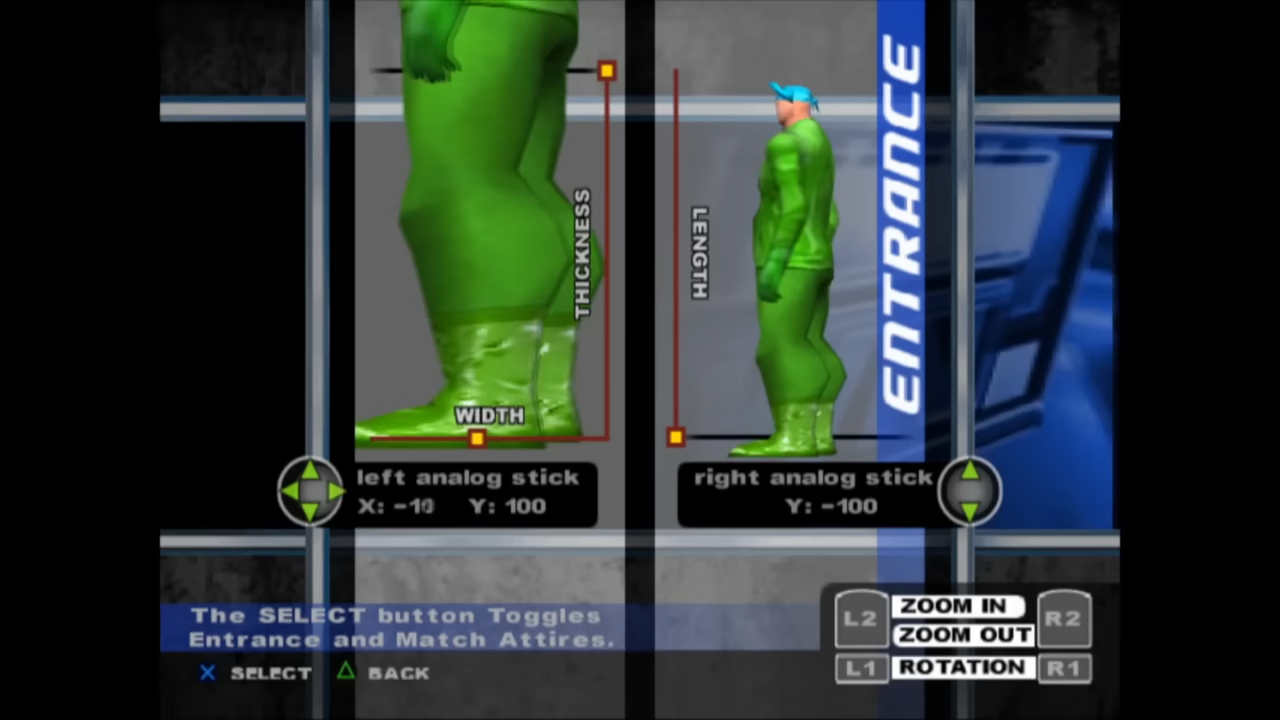 ENTRANCE
THICKNESS
LENGTH
WIDTH
left analog stick
Y: 100
right analog stick
Y: -100
The SELECT button Toggles
Entrance and Match Attires.
X SELECT
BACK
L2 ZOOM IN R2
ZOOM OUT
L1 ROTATION R1